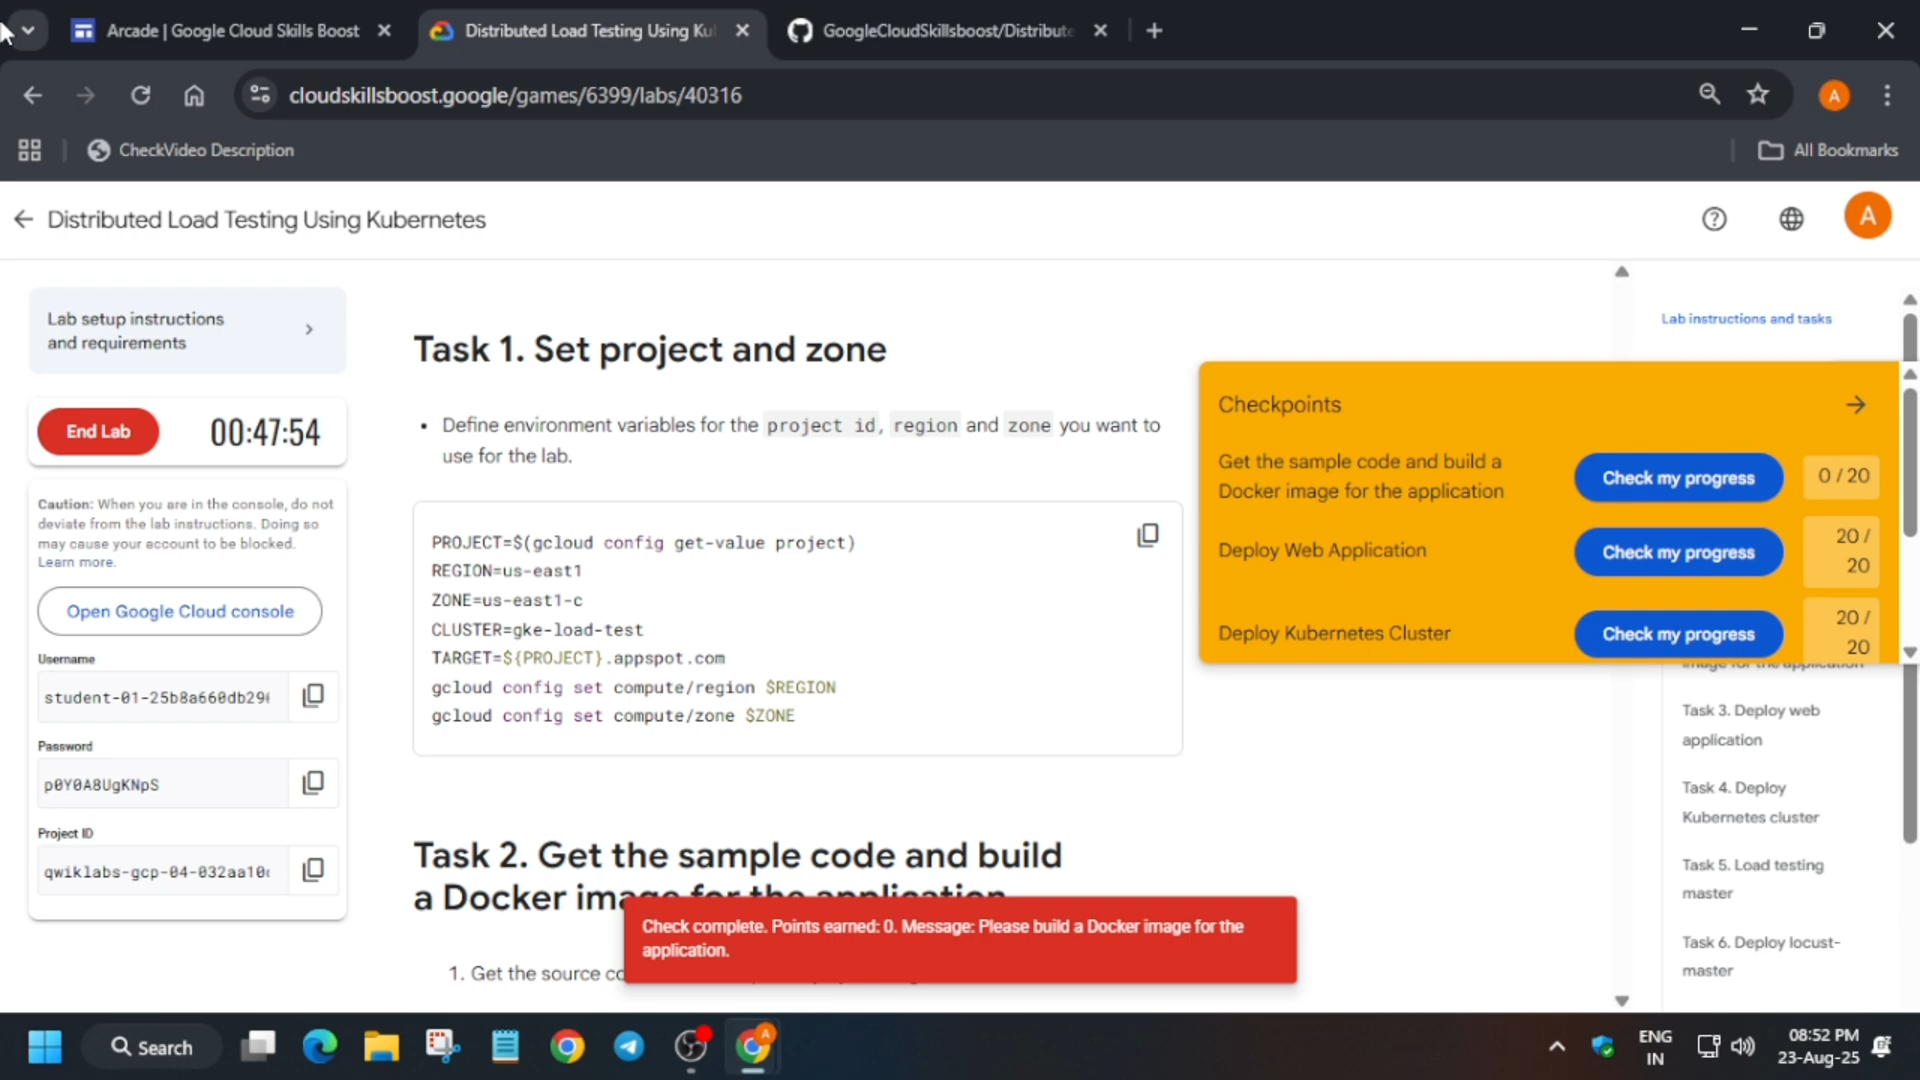 Arcade | Google Cloud Skills Boost
Distributed Load Testing Using Ku
GoogleCloudSkillsboost/Distribute
cloudskillsboost.google/games/6399/labs/40316
A
CheckVideo Description
All Bookmarks
Distributed Load Testing Using Kubernetes
A
Lab setup instructions
and requirements
End Lab
00:47:54
Caution: When you are in the console, do not
deviate from the lab instructions. Doing so
may cause your account to be blocked.
Learn more.
Open Google Cloud console
Username
student-01-25b8a660db290
Password
p0Y0A8UgKNpS
Project ID
qwiklabs-gcp-04-032aa10c
Task 1. Set project and zone
• Define environment variables for the project id, region and zone you want to
use for the lab.
PROJECT=$(gcloud config get-value project)
REGION=us-east1
ZONE=us-east1-c
CLUSTER=gke-load-test
TARGET=${PROJECT}.appspot.com
gcloud config set compute/region $REGION
gcloud config set compute/zone $ZONE
Task 2. Get the sample code and build
a Docker image for the application
1. Get the source co
Check complete. Points earned: 0. Message: Please build a Docker image for the
application.
Lab instructions and tasks
Checkpoints
Get the sample code and build a
Docker image for the application
Check my progress
0 / 20
Deploy Web Application
Check my progress
20 /
20
Deploy Kubernetes Cluster
Check my progress
20 /
20
image for the application
Task 3. Deploy web
application
Task 4. Deploy
Kubernetes cluster
Task 5. Load testing
master
Task 6. Deploy locust-
master
Search
A
ENG
IN
08:52 PM
23-Aug-25